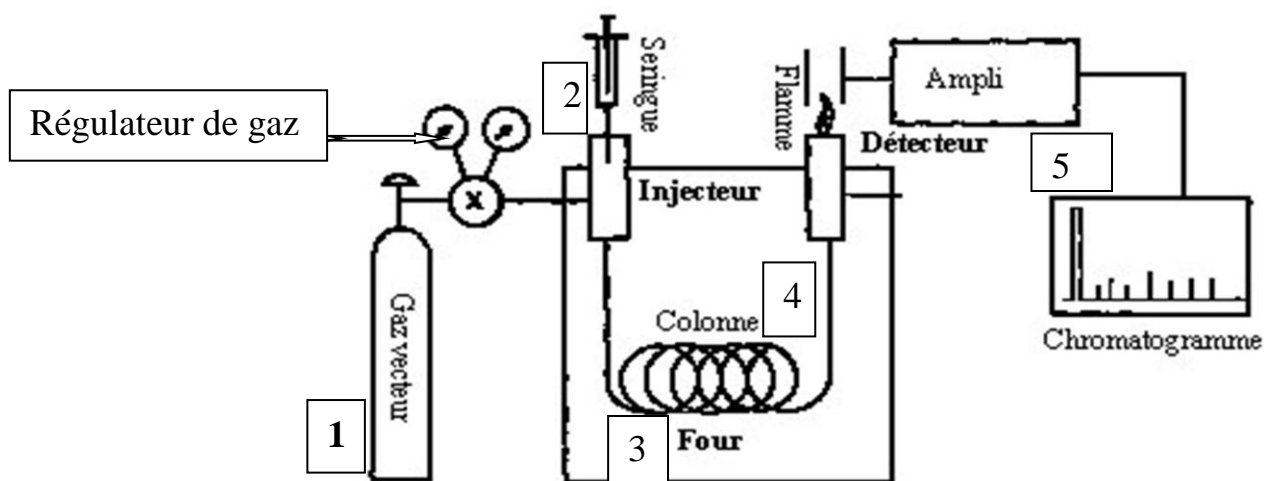 Régulateur de gaz
2
Seringue
Flamme
Ampli
Détecteur
5
X
Injecteur
Gaz vecteur
1
Colonne
4
3
Four
Chromatogramme